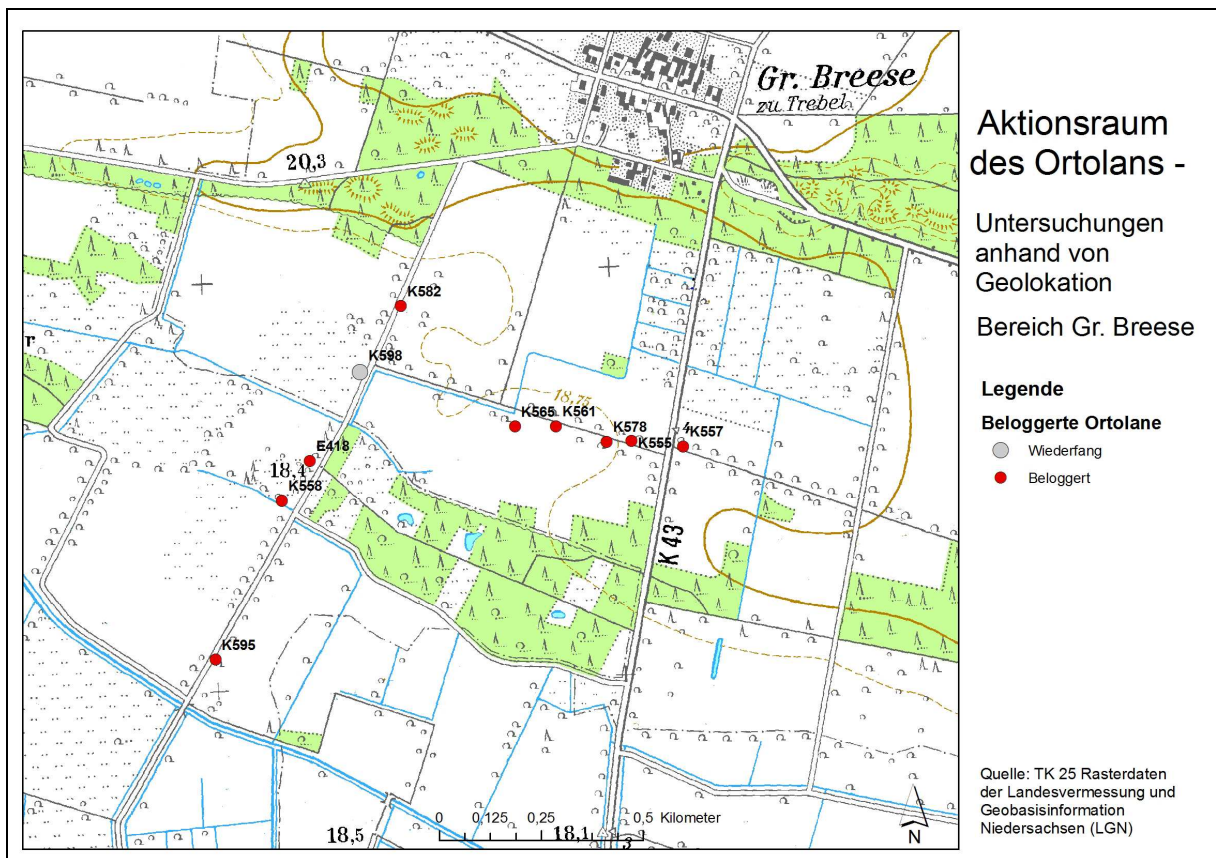 Gr. Breese
zu Trebel
20,3
K582
K598
18,75
K565
K561
K578
K555
K557
E418
18,4
K558
K 43
K595
0 0,125 0,25 0,5 Kilometer
18,5
18,1
3
r
Aktionsraum
des Ortolans -
Untersuchungen
anhand von
Geolokation
Bereich Gr. Breese
Legende
Beloggerte Ortolane
Wiederfang
Beloggert
Quelle: TK 25 Rasterdaten
der Landesvermessung und
Geobasisinformation
Niedersachsen (LGN)
N